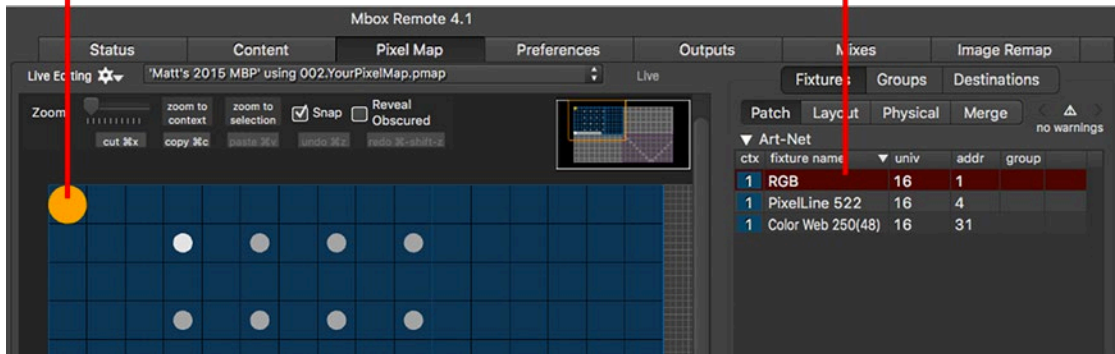 Mbox Remote 4.1
Status Content Pixel Map Preferences Outputs Mixes Image Remap
Live Editing 'Matt's 2015 MBP' using 002.YourPixelMap.pmap Live
Fixtures Groups Destinations
Zoom zoom to context zoom to selection Snap Reveal Obscured
Patch Layout Physical Merge no warnings
cut ⌘x copy ⌘c paste ⌘v undo ⌘z redo ⌘-shift-z
Art-Net
ctx fixture name univ addr group
1 RGB 16 1
1 PixelLine 522 16 4
1 Color Web 250(48) 16 31